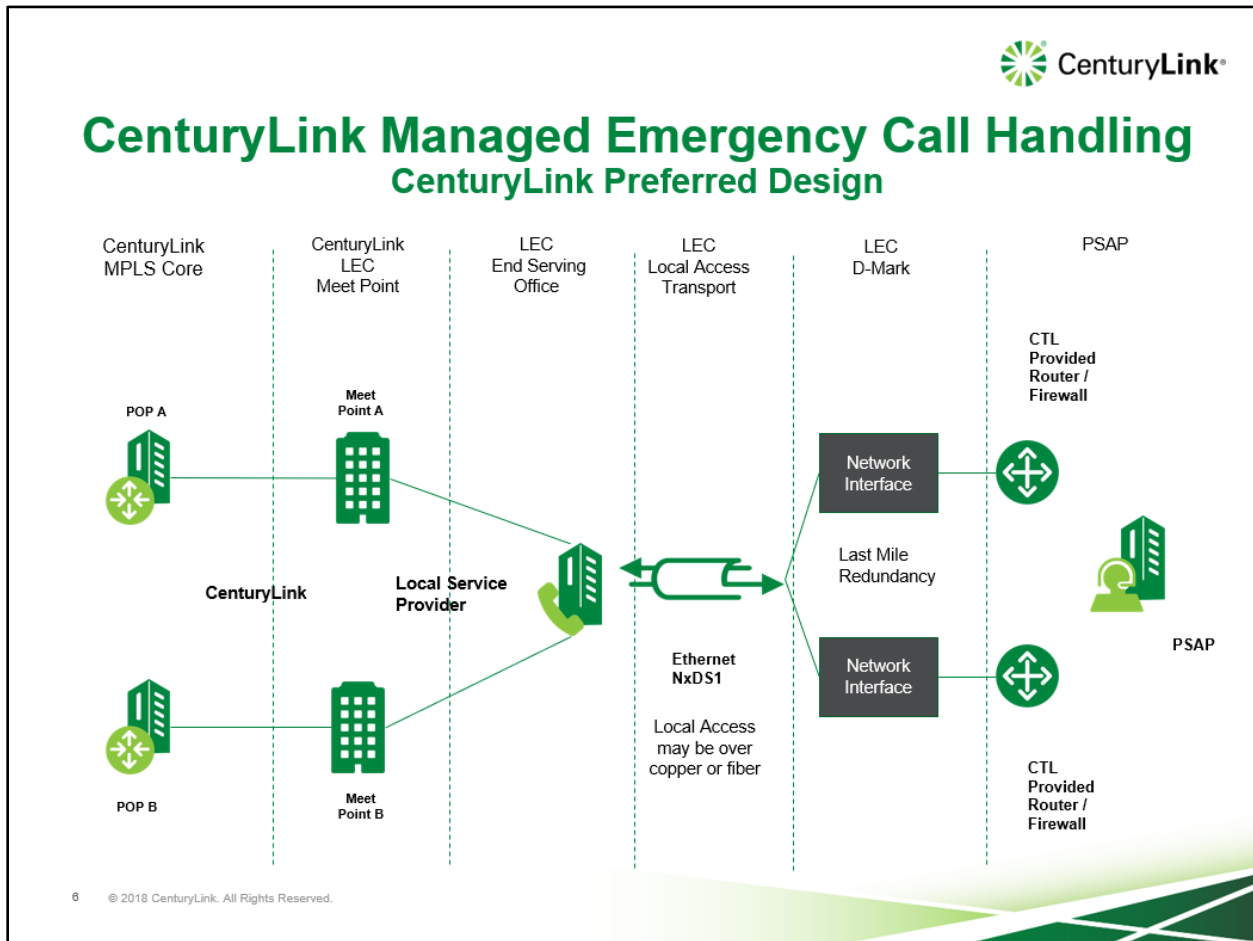 CenturyLink®
CenturyLink Managed Emergency Call Handling
CenturyLink Preferred Design
CenturyLink
MPLS Core
CenturyLink
LEC
Meet Point
LEC
End Serving
Office
LEC
Local Access
Transport
LEC
D-Mark
PSAP
CTL
Provided
Router /
Firewall
POP A
Meet
Point A
Network
Interface
Last Mile
Redundancy
CenturyLink
Local Service
Provider
PSAP
Ethernet
NxDS1
Network
Interface
Local Access
may be over
copper or fiber
POP B
Meet
Point B
CTL
Provided
Router /
Firewall
6 © 2018 CenturyLink. All Rights Reserved.